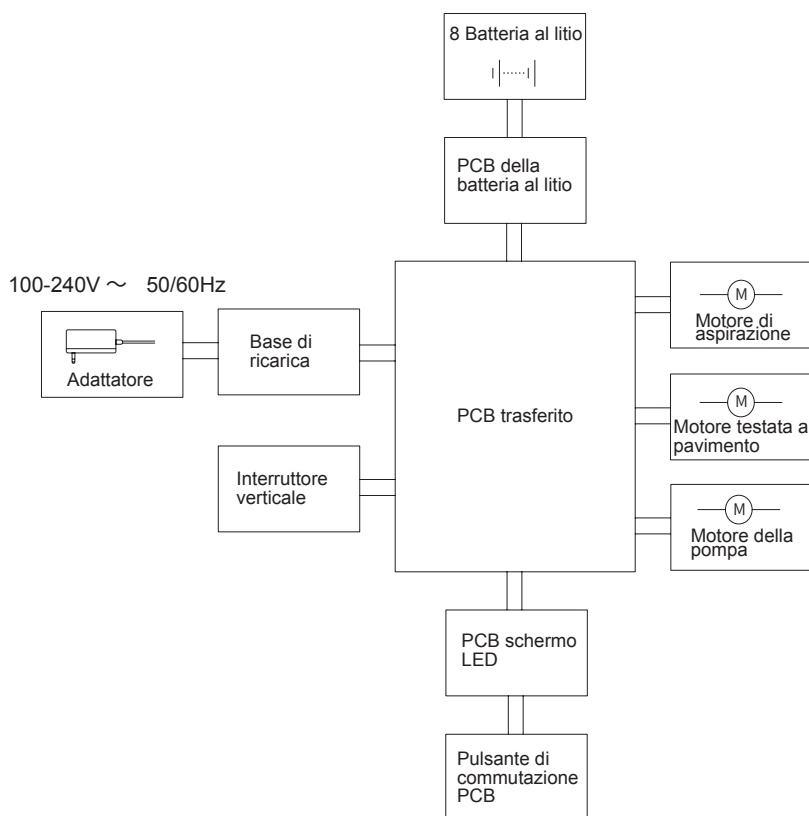 8 Batteria al litio
PCB della
batteria al litio
100-240V ～ 50/60Hz
Adattatore
Base di
ricarica
PCB trasferito
M
Motore di
aspirazione
M
Motore testata a
pavimento
Interruttore
verticale
M
Motore della
pompa
PCB schermo
LED
Pulsante di
commutazione
PCB